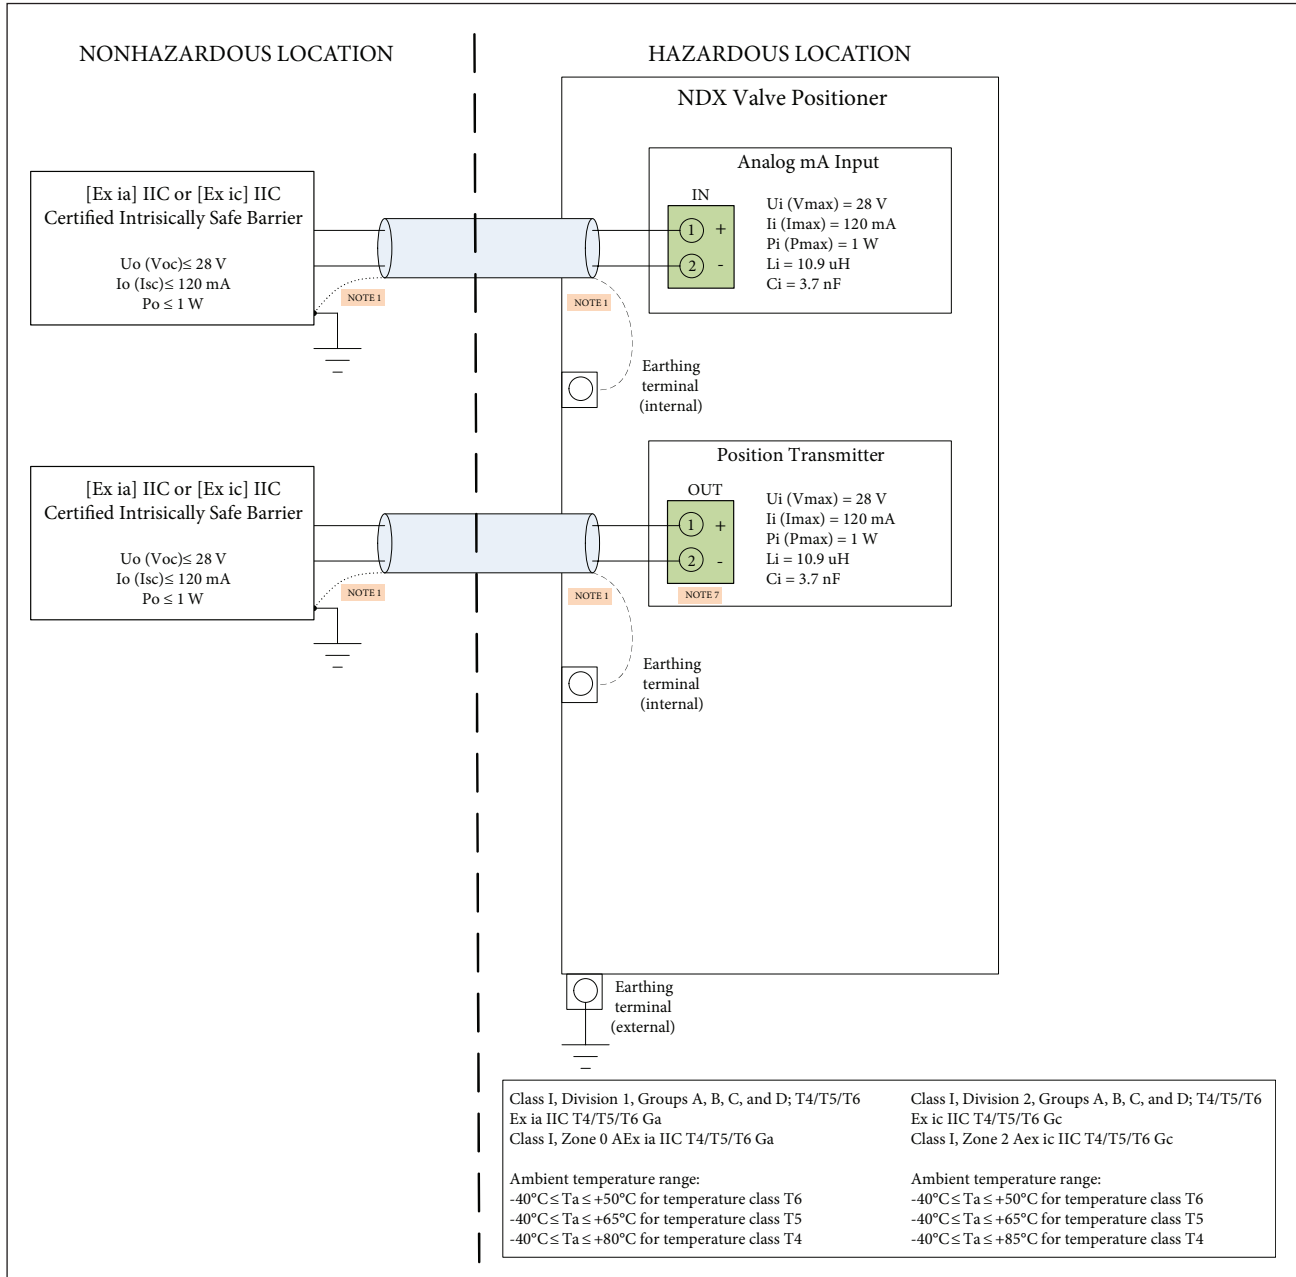 NONHAZARDOUS LOCATION
HAZARDOUS LOCATION
NDX Valve Positioner
[Ex ia] IIC or [Ex ic] IIC
Certified Intrisically Safe Barrier
Uo (Voc)≤ 28 V
Io (Isc)≤ 120 mA
Po ≤ 1 W
NOTE 1
NOTE 1
Analog mA Input
IN
1 +
2 -
Ui (Vmax) = 28 V
Ii (Imax) = 120 mA
Pi (Pmax) = 1 W
Li = 10.9 uH
Ci = 3.7 nF
Earthing
terminal
(internal)
[Ex ia] IIC or [Ex ic] IIC
Certified Intrisically Safe Barrier
Uo (Voc)≤ 28 V
Io (Isc)≤ 120 mA
Po ≤ 1 W
NOTE 1
NOTE 1
Position Transmitter
OUT
1 +
2 -
NOTE 7
Ui (Vmax) = 28 V
Ii (Imax) = 120 mA
Pi (Pmax) = 1 W
Li = 10.9 uH
Ci = 3.7 nF
Earthing
terminal
(internal)
Earthing
terminal
(external)
Class I, Division 1, Groups A, B, C, and D; T4/T5/T6
Ex ia IIC T4/T5/T6 Ga
Class I, Zone 0 AEx ia IIC T4/T5/T6 Ga
Ambient temperature range:
-40°C ≤ Ta ≤ +50°C for temperature class T6
-40°C ≤ Ta ≤ +65°C for temperature class T5
-40°C ≤ Ta ≤ +80°C for temperature class T4
Class I, Division 2, Groups A, B, C, and D; T4/T5/T6
Ex ic IIC T4/T5/T6 Gc
Class I, Zone 2 Aex ic IIC T4/T5/T6 Gc
Ambient temperature range:
-40°C ≤ Ta ≤ +50°C for temperature class T6
-40°C ≤ Ta ≤ +65°C for temperature class T5
-40°C ≤ Ta ≤ +85°C for temperature class T4